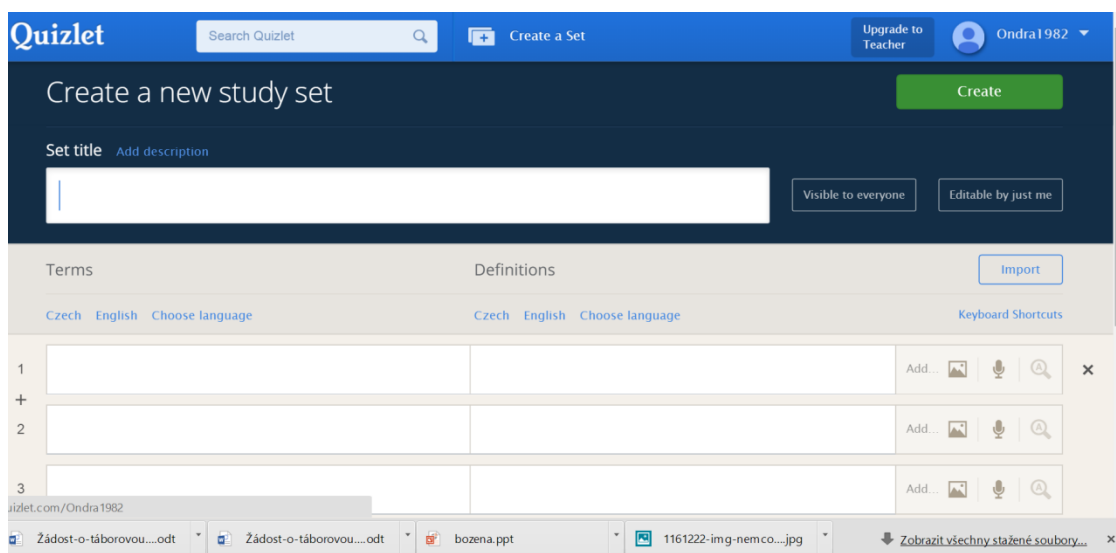 Quizlet Search Quizlet Create a Set Upgrade to Teacher Ondra1982
Create a new study set Create
Set title Add description
Visible to everyone Editable by just me
Terms Definitions Import
Czech English Choose language Czech English Choose language Keyboard Shortcuts
1 Add...
+
2 Add...
3 Add...
uizlet.com/Ondra1982
Žádost-o-táborovou....odt Žádost-o-táborovou....odt bozena.ppt 1161222-img-nemco....jpg Zobrazit všechny stažené soubory...